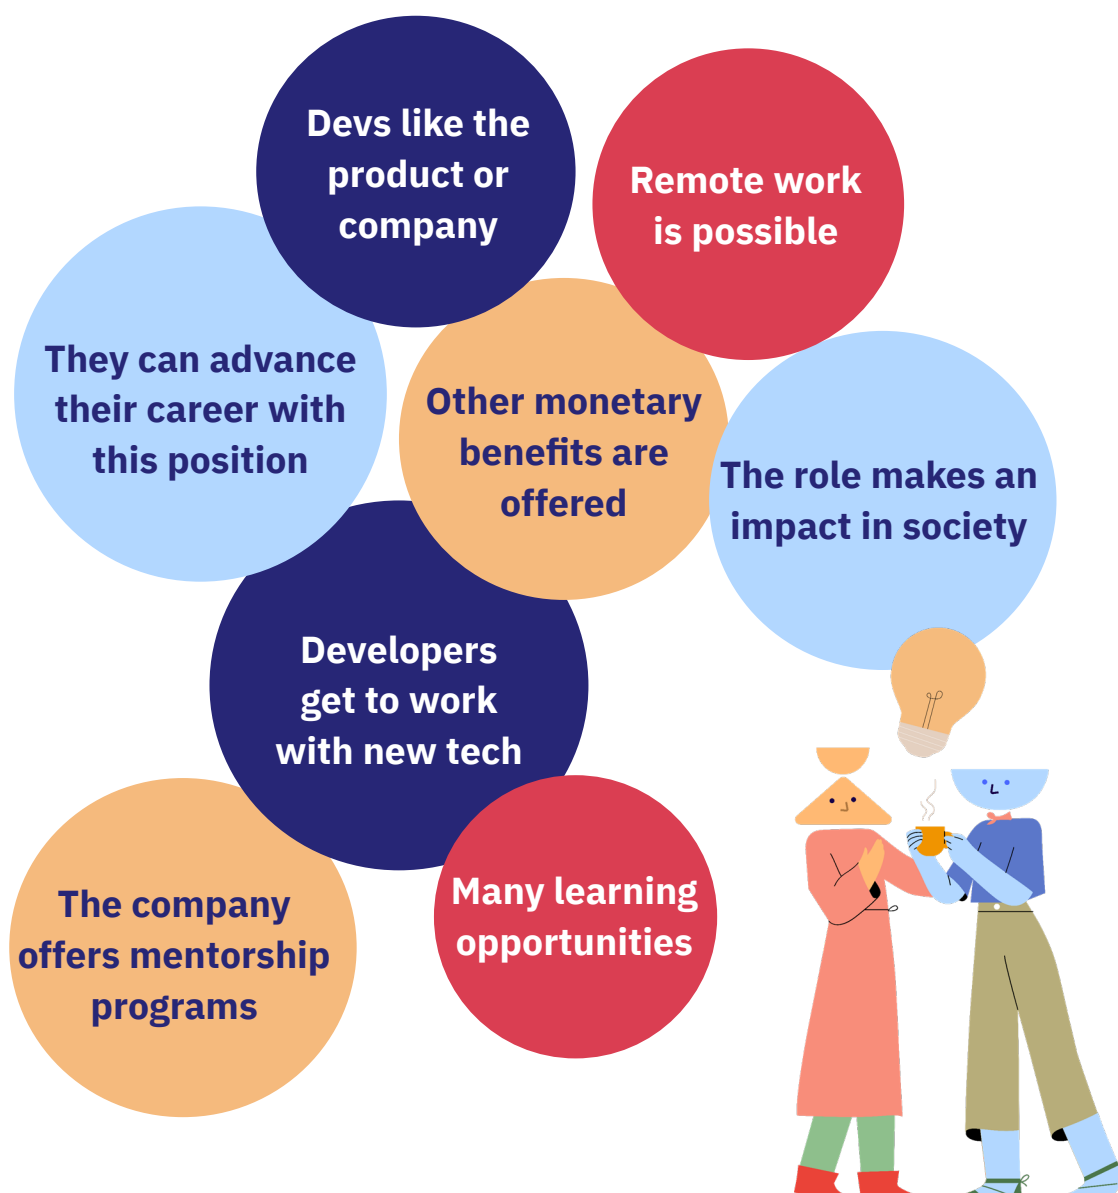 Devs like the
product or
company
Remote work
is possible
They can advance
their career with
this position
Other monetary
benefits are
offered
The role makes an
impact in society
Developers
get to work
with new tech
The company
offers mentorship
programs
Many learning
opportunities